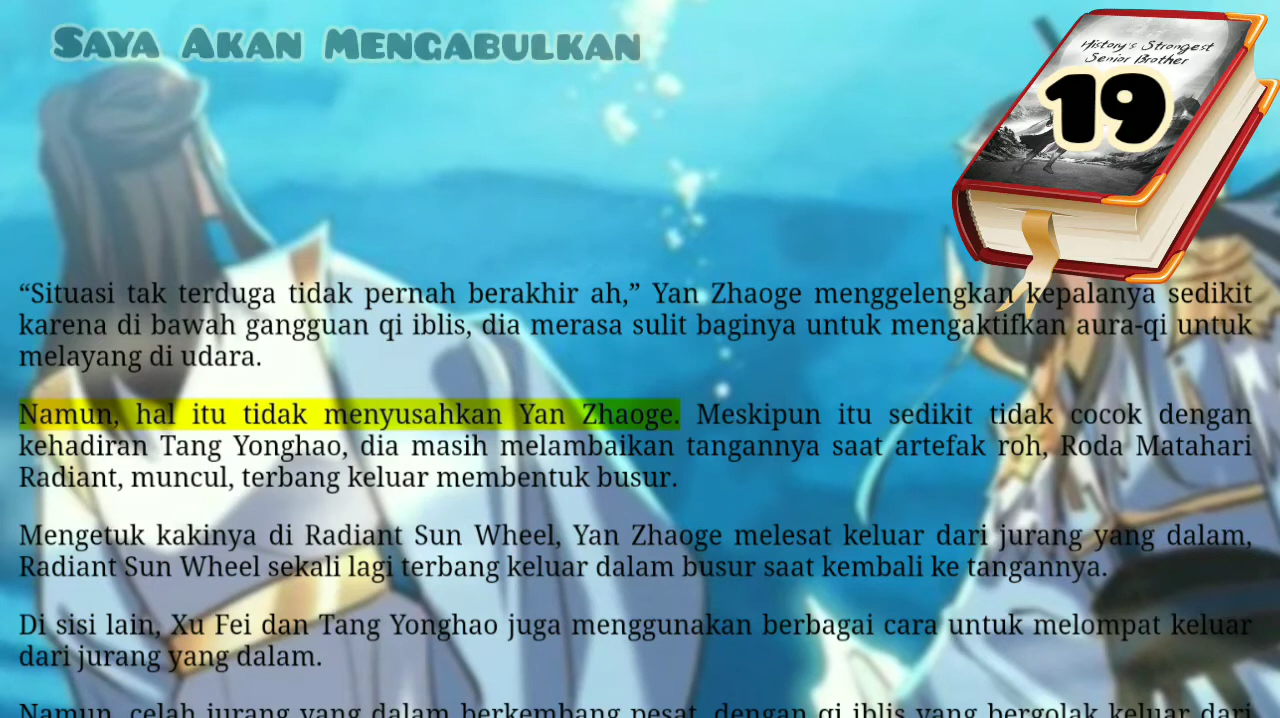 Saya Akan Mengabulkan
History's Strongest
Senior Brother
19
“Situasi tak terduga tidak pernah berakhir ah,” Yan Zhaoge menggelengkan kepalanya sedikit
karena di bawah gangguan qi iblis, dia merasa sulit baginya untuk mengaktifkan aura-qi untuk
melayang di udara.
Namun, hal itu tidak menyusahkan Yan Zhaoge. Meskipun itu sedikit tidak cocok dengan
kehadiran Tang Yonghao, dia masih melambaikan tangannya saat artefak roh, Roda Matahari
Radiant, muncul, terbang keluar membentuk busur.
Mengetuk kakinya di Radiant Sun Wheel, Yan Zhaoge melesat keluar dari jurang yang dalam,
Radiant Sun Wheel sekali lagi terbang keluar dalam busur saat kembali ke tangannya.
Di sisi lain, Xu Fei dan Tang Yonghao juga menggunakan berbagai cara untuk melompat keluar
dari jurang yang dalam.
Namun, celah jurang yang dalam berkembang pesat, dengan qi iblis yang bergolak keluar dari